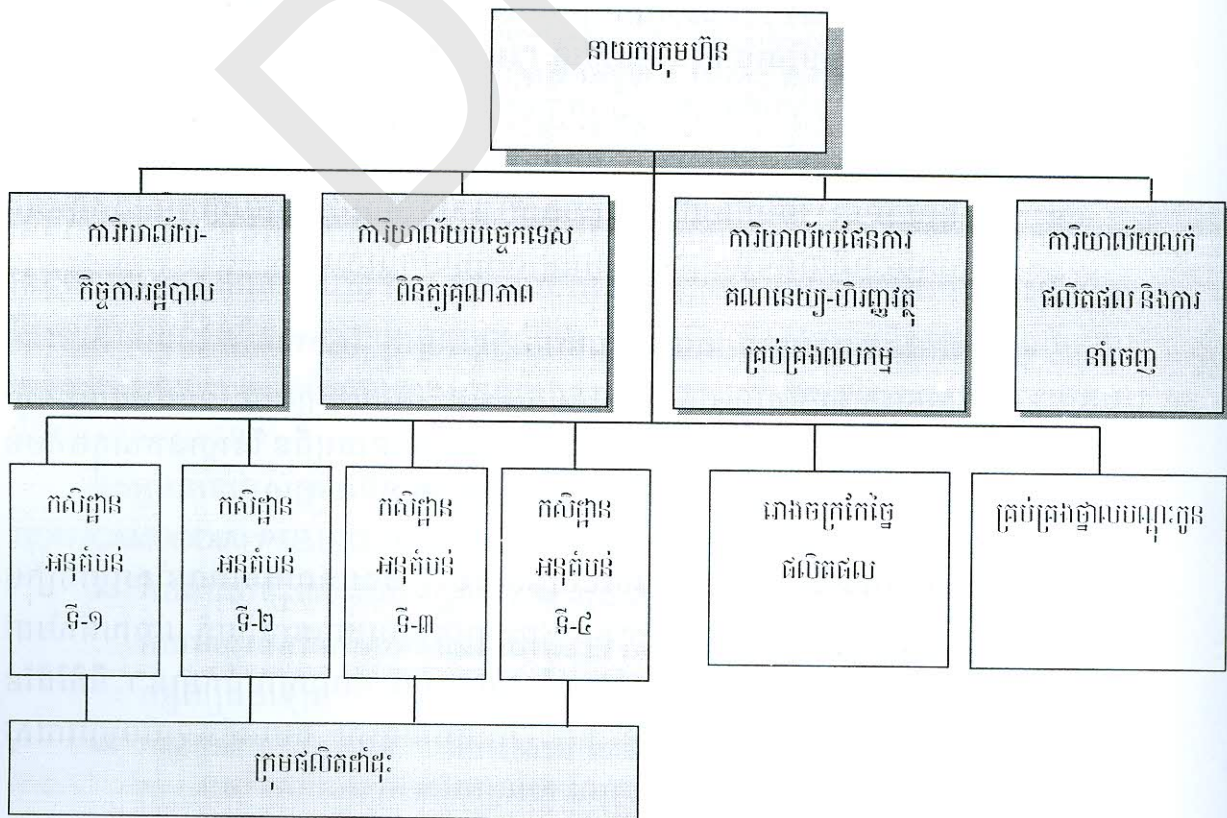 នាយកក្រុមហ៊ុន
ការិយាល័យ-
កិច្ចការរដ្ឋបាល
ការិយាល័យបច្ចេកទេស
ពិនិត្យគុណភាព
ការិយាល័យផែនការ
គណនេយ្យ-ហិរញ្ញវត្ថុ
គ្រប់គ្រងពលកម្ម
ការិយាល័យលក់
ផលិតផល និងការ
នាំចេញ
កសិដ្ឋាន
អនុតំបន់
ទី-១
កសិដ្ឋាន
អនុតំបន់
ទី-២
កសិដ្ឋាន
អនុតំបន់
ទី-៣
កសិដ្ឋាន
អនុតំបន់
ទី-៤
រោងចក្រកែច្នៃ
ផលិតផល
គ្រប់គ្រងថ្នាលបណ្តុះកូន
ក្រុមផលិតដាំដុះ